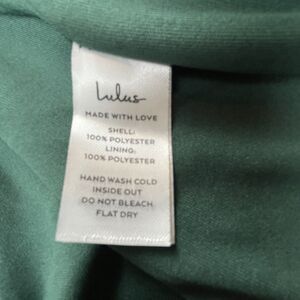 Lulus
MADE WITH LOVE
SHELL:
100% POLYESTER
LINING:
100% POLYESTER
HAND WASH COLD
INSIDE OUT
DO NOT BLEACH
FLAT DRY